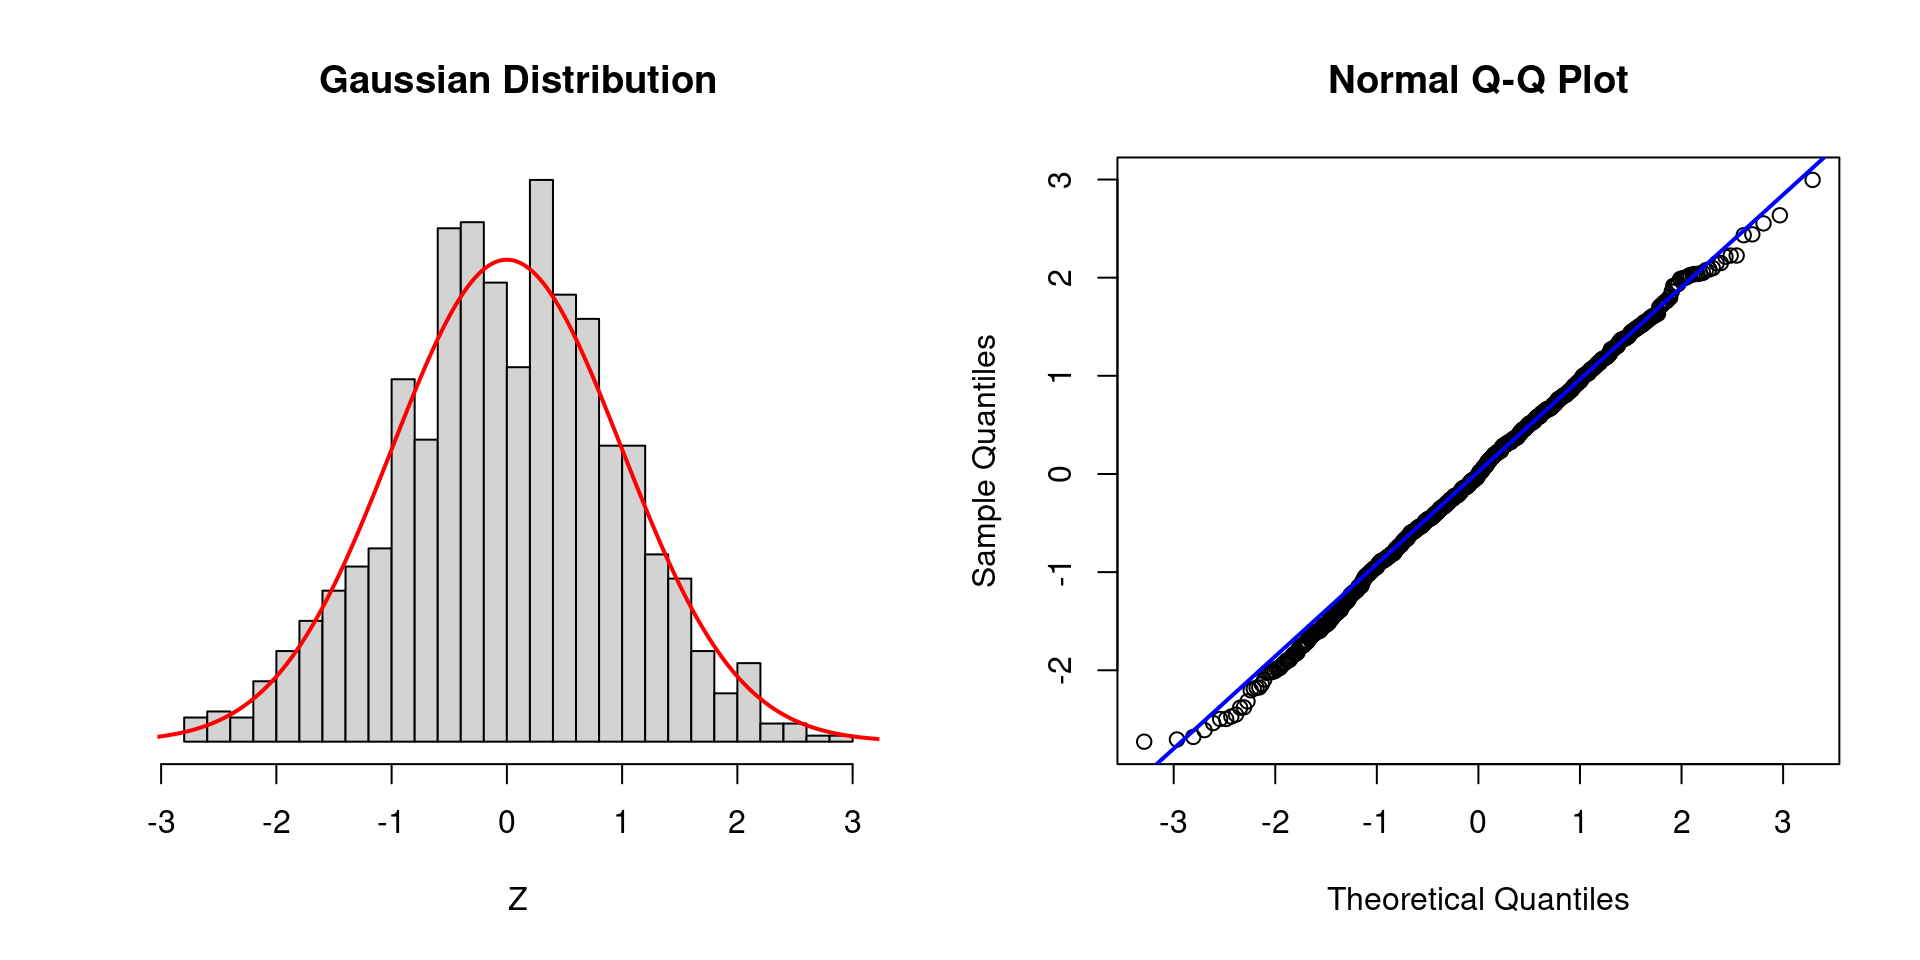 Gaussian Distribution
-3 -2 -1 0 1 2 3
Z
Normal Q-Q Plot
Sample Quantiles
3
2
1
0
-1
-2
-3 -2 -1 0 1 2 3
Theoretical Quantiles